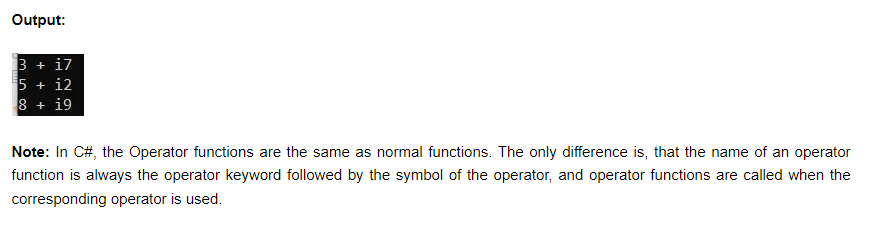 Output:
3 + i7
5 + i2
8 + i9
Note: In C#, the Operator functions are the same as normal functions. The only difference is, that the name of an operator
function is always the operator keyword followed by the symbol of the operator, and operator functions are called when the
corresponding operator is used.